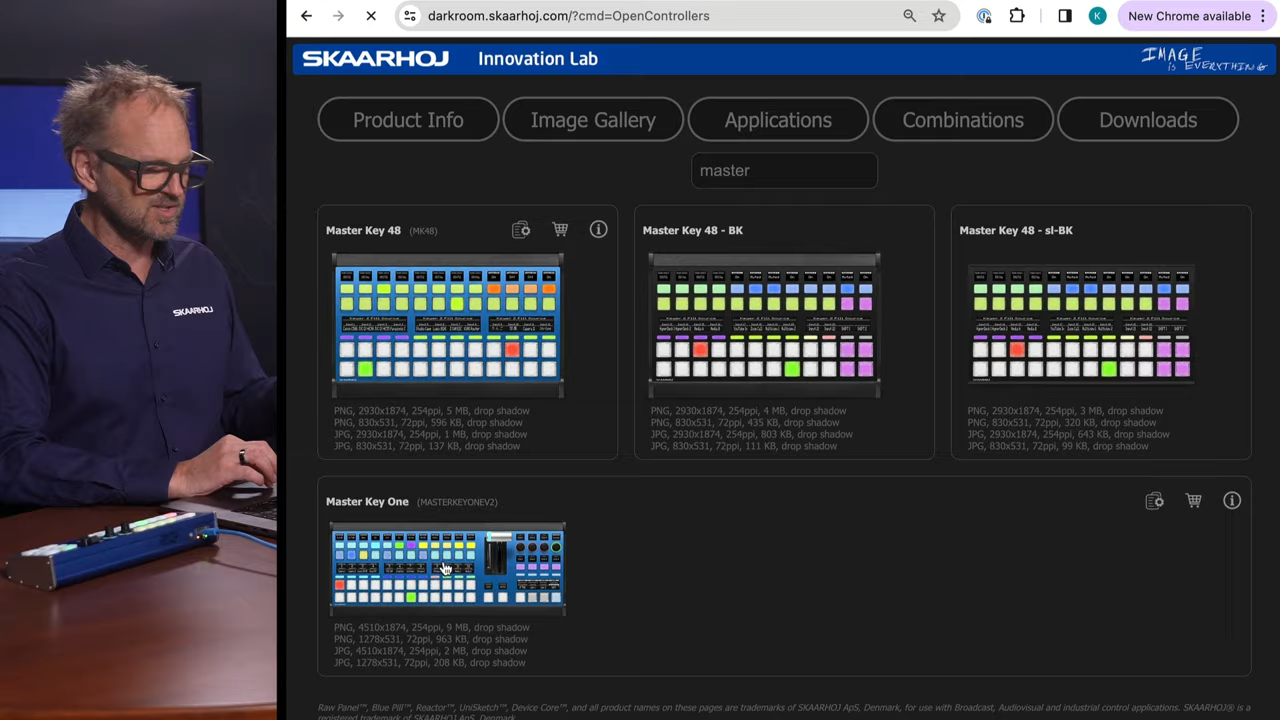 darkroom.skaarhoj.com/?cmd=OpenControllers
New Chrome available
K
SKAARHOJ
Innovation Lab
IMAGE
IS EVERYTHING
Product Info
Image Gallery
Applications
Combinations
Downloads
master
Master Key 48 (MK48)
PNG, 2930x1874, 254ppi, 5 MB, drop shadow
PNG, 830x531, 72ppi, 596 KB, drop shadow
JPG, 2930x1874, 254ppi, 1 MB, drop shadow
JPG, 830x531, 72ppi, 137 KB, drop shadow
Master Key 48 - BK
PNG, 2930x1874, 254ppi, 4 MB, drop shadow
PNG, 830x531, 72ppi, 435 KB, drop shadow
JPG, 2930x1874, 254ppi, 803 KB, drop shadow
JPG, 830x531, 72ppi, 111 KB, drop shadow
Master Key 48 - sl-BK
PNG, 2930x1874, 254ppi, 3 MB, drop shadow
PNG, 830x531, 72ppi, 320 KB, drop shadow
JPG, 2930x1874, 254ppi, 643 KB, drop shadow
JPG, 830x531, 72ppi, 99 KB, drop shadow
Master Key One (MASTERKEYONEV2)
PNG, 4510x1874, 254ppi, 9 MB, drop shadow
PNG, 1278x531, 72ppi, 963 KB, drop shadow
JPG, 4510x1874, 254ppi, 2 MB, drop shadow
JPG, 1278x531, 72ppi, 208 KB, drop shadow
Raw Panel™, Blue Pill™, Reactor™, UniSketch™, Device Core™, and all product names on these pages are trademarks of SKAARHOJ ApS, Denmark, for use with Broadcast, Audiovisual and industrial control applications. SKAARHOJ® is a
registered trademark of SKAARHOJ ApS, Denmark.
SKAARHOJ